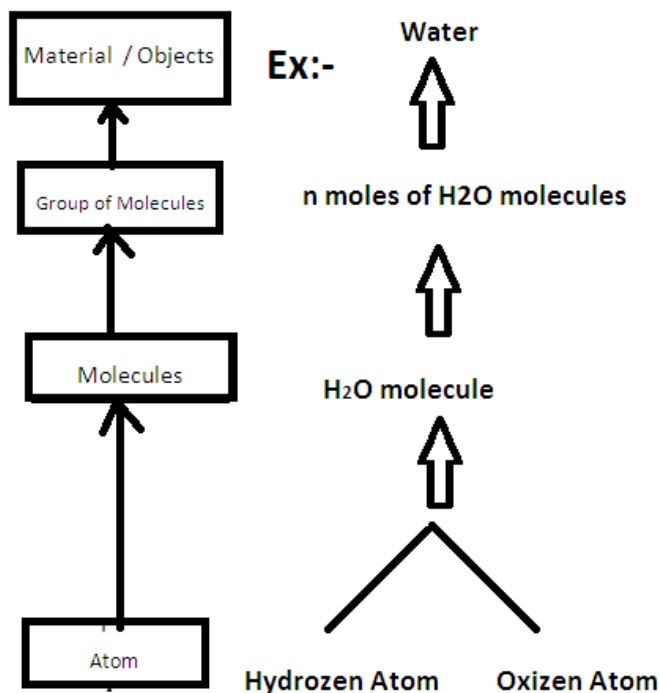 Material / Objects
Ex:-
Water
Group of Molecules
n moles of H2O molecules
Molecules
H₂O molecule
Atom
Hydrozen Atom
Oxizen Atom